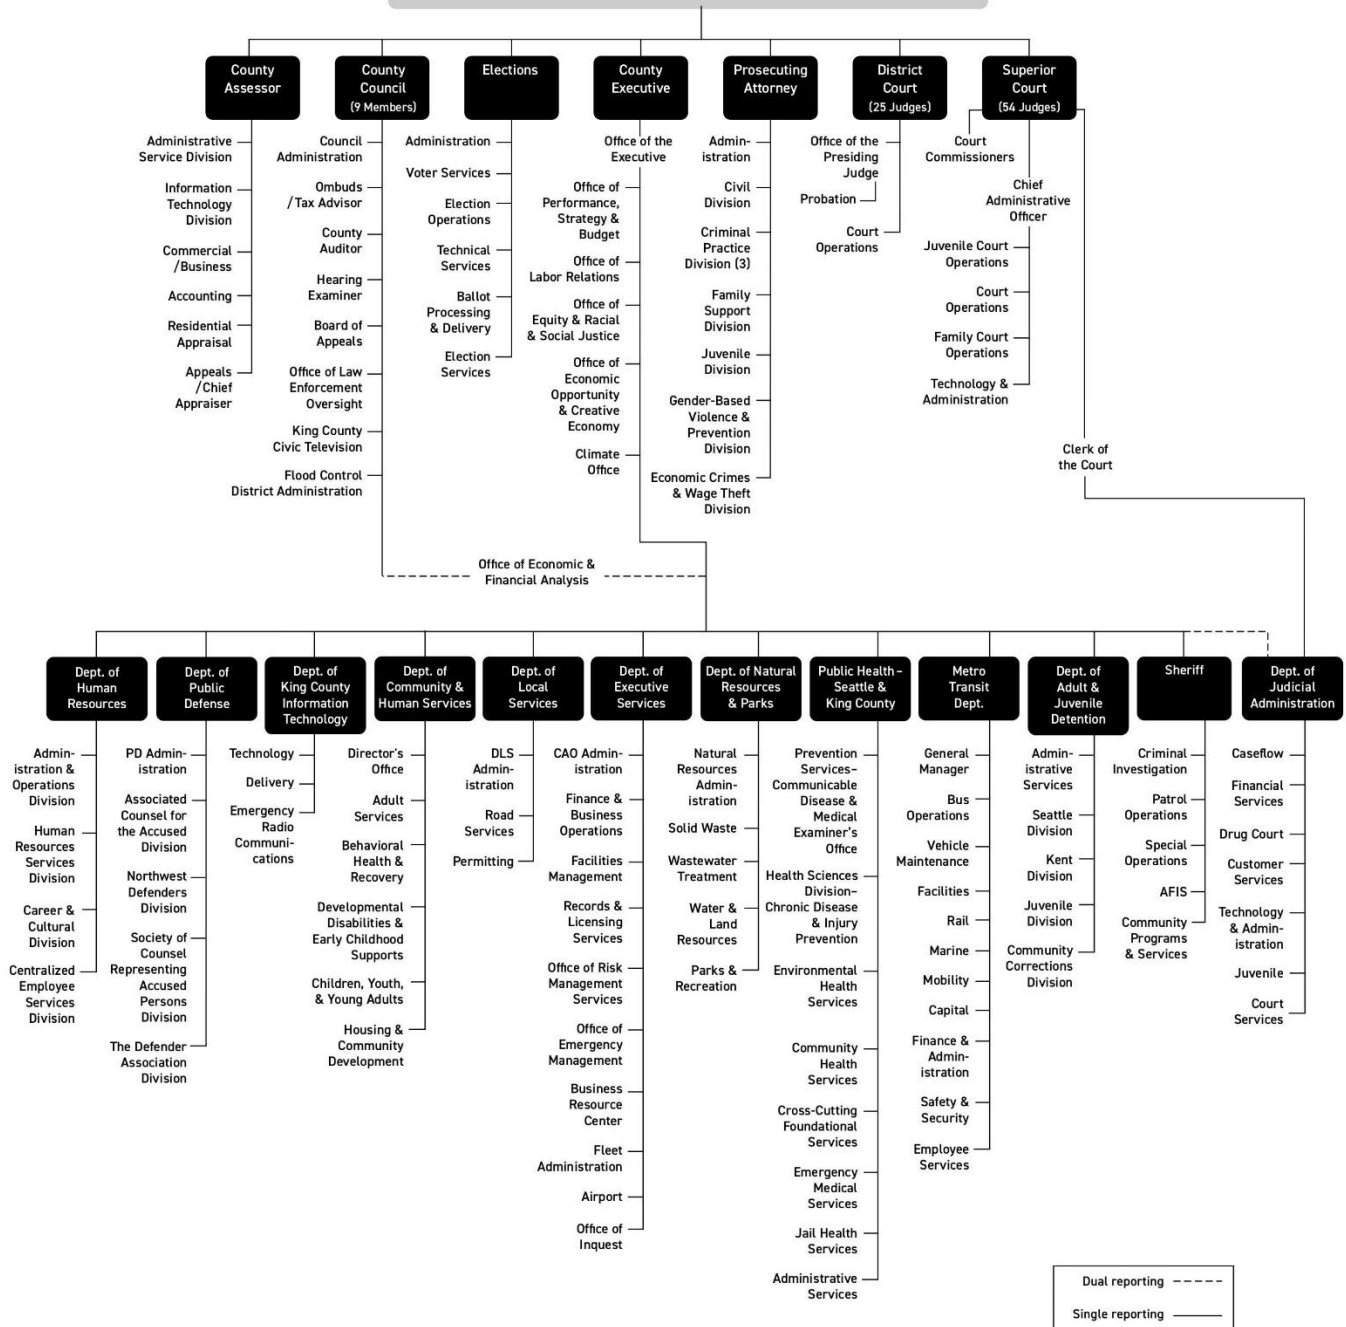 County
Assessor
County
Council
(9 Members)
Elections
County
Executive
Prosecuting
Attorney
District
Court
(25 Judges)
Superior
Court
(54 Judges)
Administrative
Service Division
Information
Technology
Division
Commercial
/Business
Accounting
Residential
Appraisal
Appeals
/Chief
Appraiser
Council
Administration
Ombuds
/Tax Advisor
County
Auditor
Hearing
Examiner
Board of
Appeals
Office of Law
Enforcement
Oversight
King County
Civic Television
Flood Control
District Administration
Administration
Voter Services
Election
Operations
Technical
Services
Ballot
Processing
& Delivery
Election
Services
Office of the
Executive
Office of
Performance,
Strategy &
Budget
Office of
Labor Relations
Office of
Equity & Racial
& Social Justice
Office of
Economic
Opportunity
& Creative
Economy
Climate
Office
Admin-
istration
Civil
Division
Criminal
Practice
Division (3)
Family
Support
Division
Juvenile
Division
Gender-Based
Violence &
Prevention
Division
Economic Crimes
& Wage Theft
Division
Office of the
Presiding
Judge
Probation
Court
Operations
Court
Commissioners
Chief
Administrative
Officer
Juvenile Court
Operations
Court
Operations
Family Court
Operations
Technology &
Administration
Clerk of
the Court
Office of Economic &
Financial Analysis
Dept. of
Human
Resources
Dept. of
Public
Defense
Dept. of
King County
Information
Technology
Dept. of
Community &
Human Services
Dept. of
Local
Services
Dept. of
Executive
Services
Dept. of Natural
Resources
& Parks
Public Health –
Seattle &
King County
Metro
Transit
Dept.
Dept. of
Adult &
Juvenile
Detention
Sheriff
Dept. of
Judicial
Administration
Admin-
istration &
Operations
Division
Human
Resources
Services
Division
Career &
Cultural
Division
Centralized
Employee
Services
Division
PD Admin-
istration
Associated
Counsel for
the Accused
Division
Northwest
Defenders
Division
Society of
Counsel
Representing
Accused
Persons
Division
The Defender
Association
Division
Technology
Delivery
Emergency
Radio
Communi-
cations
Director's
Office
Adult
Services
Behavioral
Health &
Recovery
Developmental
Disabilities &
Early Childhood
Supports
Children, Youth,
& Young Adults
Housing &
Community
Development
DLS
Admin-
istration
Road
Services
Permitting
CAO Admin-
istration
Finance &
Business
Operations
Facilities
Management
Records &
Licensing
Services
Office of Risk
Management
Services
Office of
Emergency
Management
Business
Resource
Center
Fleet
Administration
Airport
Office of
Inquest
Natural
Resources
Admin-
istration
Solid Waste
Wastewater
Treatment
Water &
Land
Resources
Parks &
Recreation
Prevention
Services–
Communicable
Disease &
Medical
Examiner's
Office
Health Sciences
Division–
Chronic Disease
& Injury
Prevention
Environmental
Health
Services
Community
Health
Services
Cross-Cutting
Foundational
Services
Emergency
Medical
Services
Jail Health
Services
Administrative
Services
General
Manager
Bus
Operations
Vehicle
Maintenance
Facilities
Rail
Marine
Mobility
Capital
Finance &
Admin-
istration
Safety &
Security
Employee
Services
Admin-
istrative
Services
Seattle
Division
Kent
Division
Juvenile
Division
Community
Corrections
Division
Criminal
Investigation
Patrol
Operations
Special
Operations
AFIS
Community
Programs
& Services
Caseflow
Financial
Services
Drug Court
Customer
Services
Technology
& Admin-
istration
Juvenile
Court
Services
Dual reporting
Single reporting